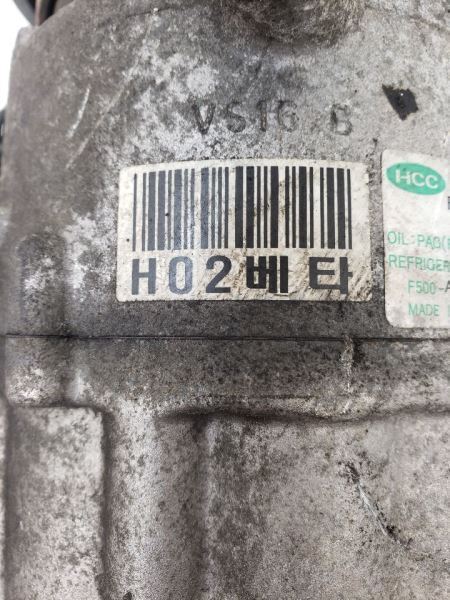 VS16 B
H02베타
HCC
OIL:PAG(
REFRIGER
F500-A
MADE